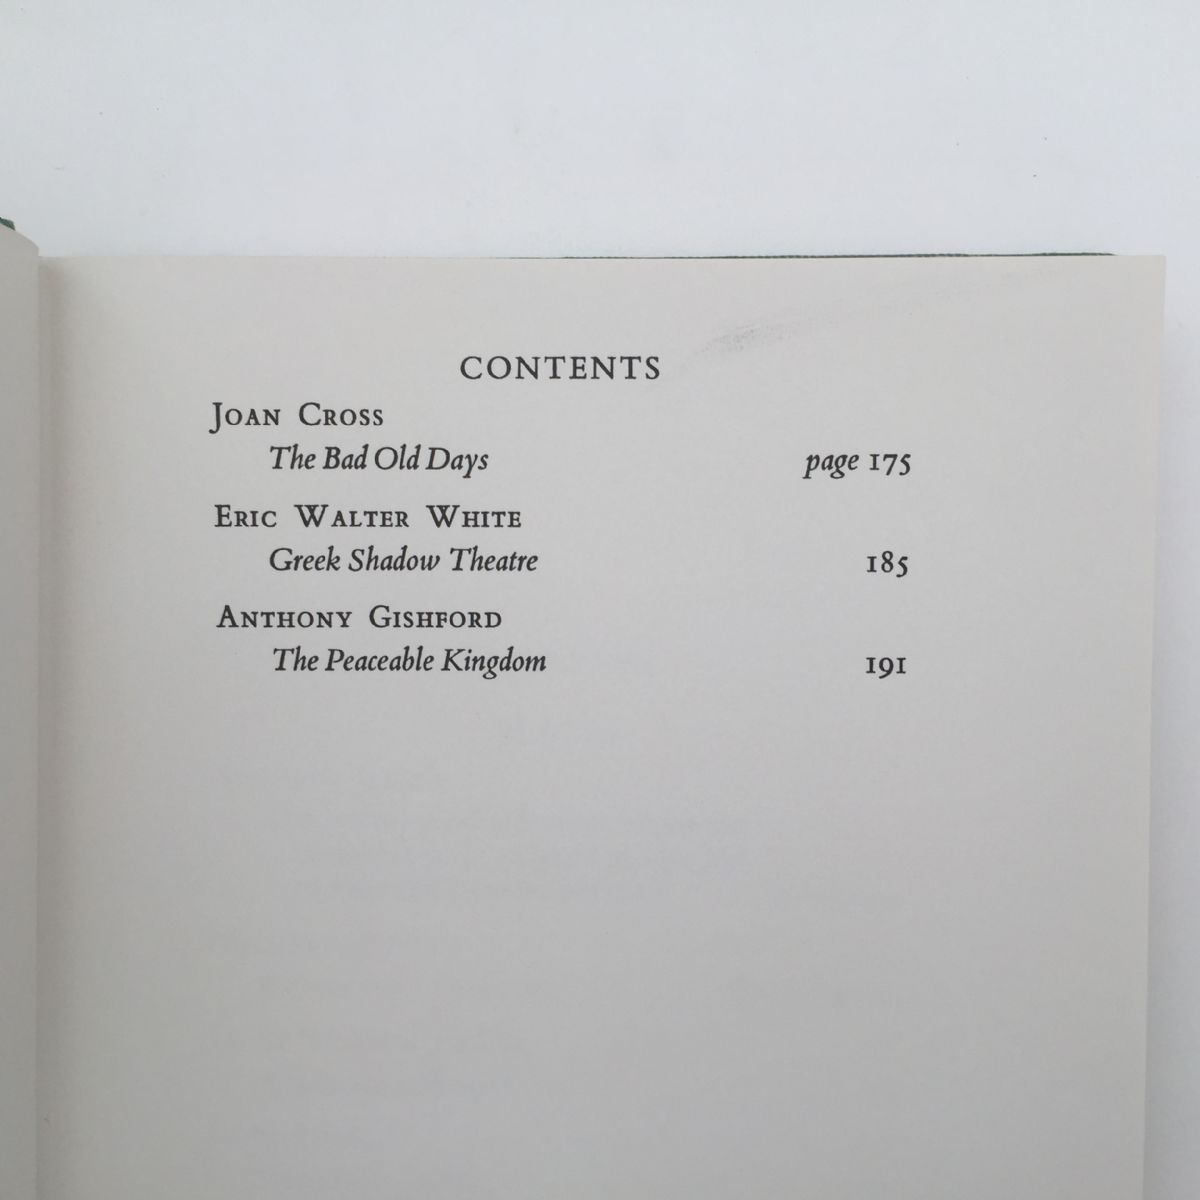 CONTENTS
Joan Cross
The Bad Old Days page 175
Eric Walter White
Greek Shadow Theatre 185
Anthony Gishford
The Peaceable Kingdom 191